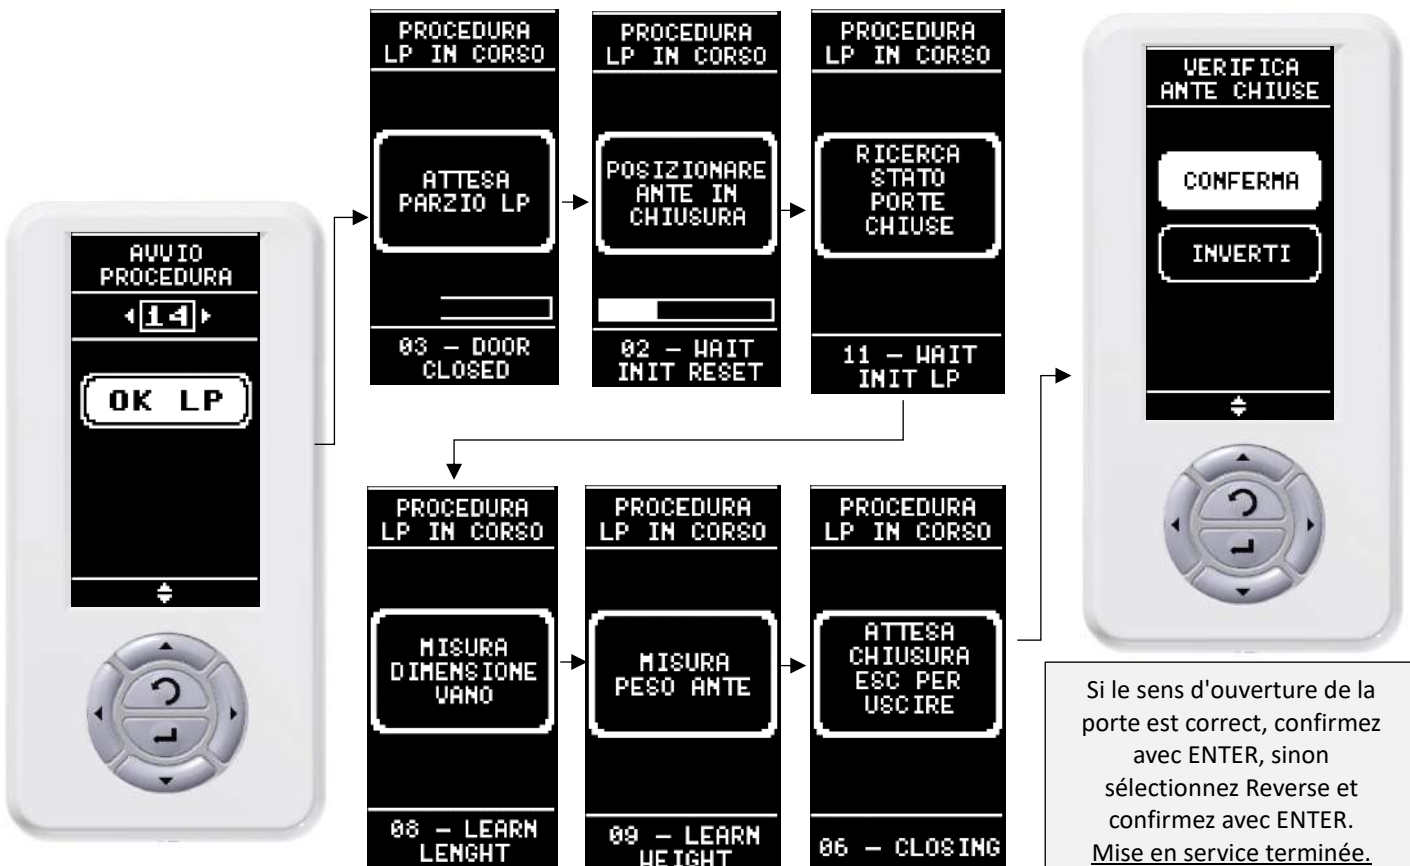 AVVIO
PROCEDURA
14
OK LP
PROCEDURA
LP IN CORSO
ATTESA
PARZIO LP
03 – DOOR
CLOSED
PROCEDURA
LP IN CORSO
POSIZIONARE
ANTE IN
CHIUSURA
02 – WAIT
INIT RESET
PROCEDURA
LP IN CORSO
RICERCA
STATO
PORTE
CHIUSE
11 – WAIT
INIT LP
PROCEDURA
LP IN CORSO
MISURA
DIMENSIONE
VANO
08 – LEARN
LENGHT
PROCEDURA
LP IN CORSO
MISURA
PESO ANTE
09 – LEARN
WEIGHT
PROCEDURA
LP IN CORSO
ATTESA
CHIUSURA
ESC PER
USCIRE
06 – CLOSING
VERIFICA
ANTE CHIUSE
CONFERMA
INVERTI
Si le sens d'ouverture de la
porte est correct, confirmez
avec ENTER, sinon
sélectionnez Reverse et
confirmez avec ENTER.
Mise en service terminée.